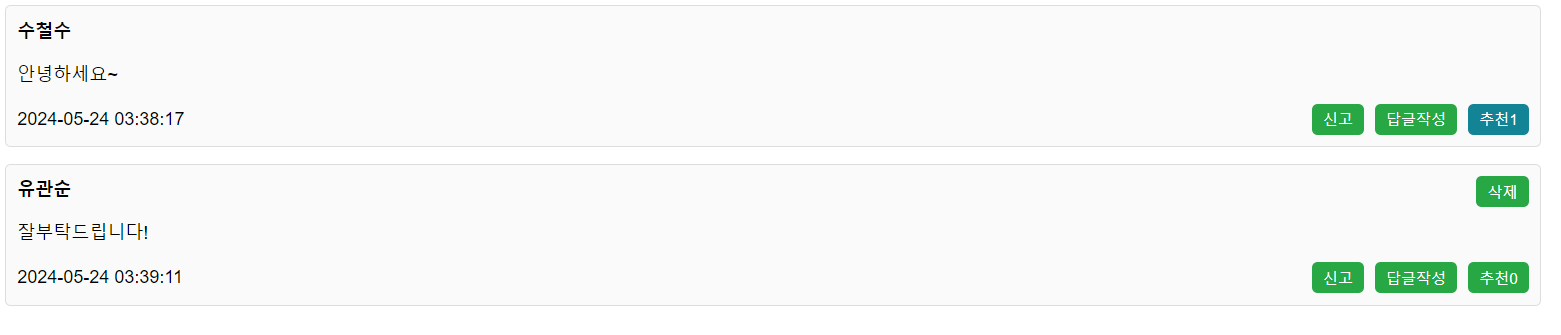 수철수
안녕하세요~
2024-05-24 03:38:17 신고 답글작성 추천1
유관순 삭제
잘부탁드립니다!
2024-05-24 03:39:11 신고 답글작성 추천0